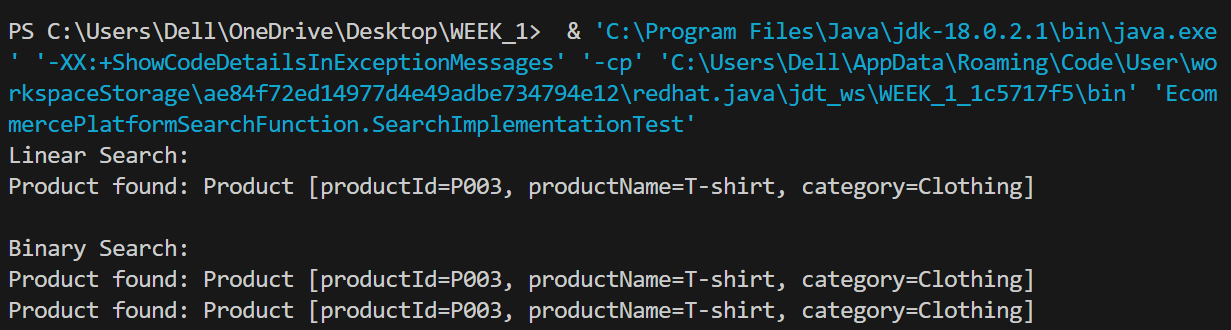 PS C:\Users\Dell\OneDrive\Desktop\WEEK_1>  & 'C:\Program Files\Java\jdk-18.0.2.1\bin\java.exe
' '-XX:+ShowCodeDetailsInExceptionMessages' '-cp' 'C:\Users\Dell\AppData\Roaming\Code\User\wo
rkspaceStorage\ae84f72ed14977d4e49adbe734794e12\redhat.java\jdt_ws\WEEK_1_1c5717f5\bin' 'Ecom
mercePlatformSearchFunction.SearchImplementationTest'
Linear Search:
Product found: Product [productId=P003, productName=T-shirt, category=Clothing]
Binary Search:
Product found: Product [productId=P003, productName=T-shirt, category=Clothing]
Product found: Product [productId=P003, productName=T-shirt, category=Clothing]